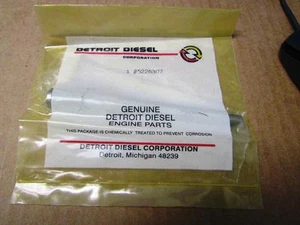 DETROIT DIESEL
CORPORATION
GENUINE
DETROIT DIESEL
ENGINE PARTS
THIS PACKAGE IS CHEMICALLY TREATED TO PREVENT CORROSION
DETROIT DIESEL CORPORATION
Detroit, Michigan 48239